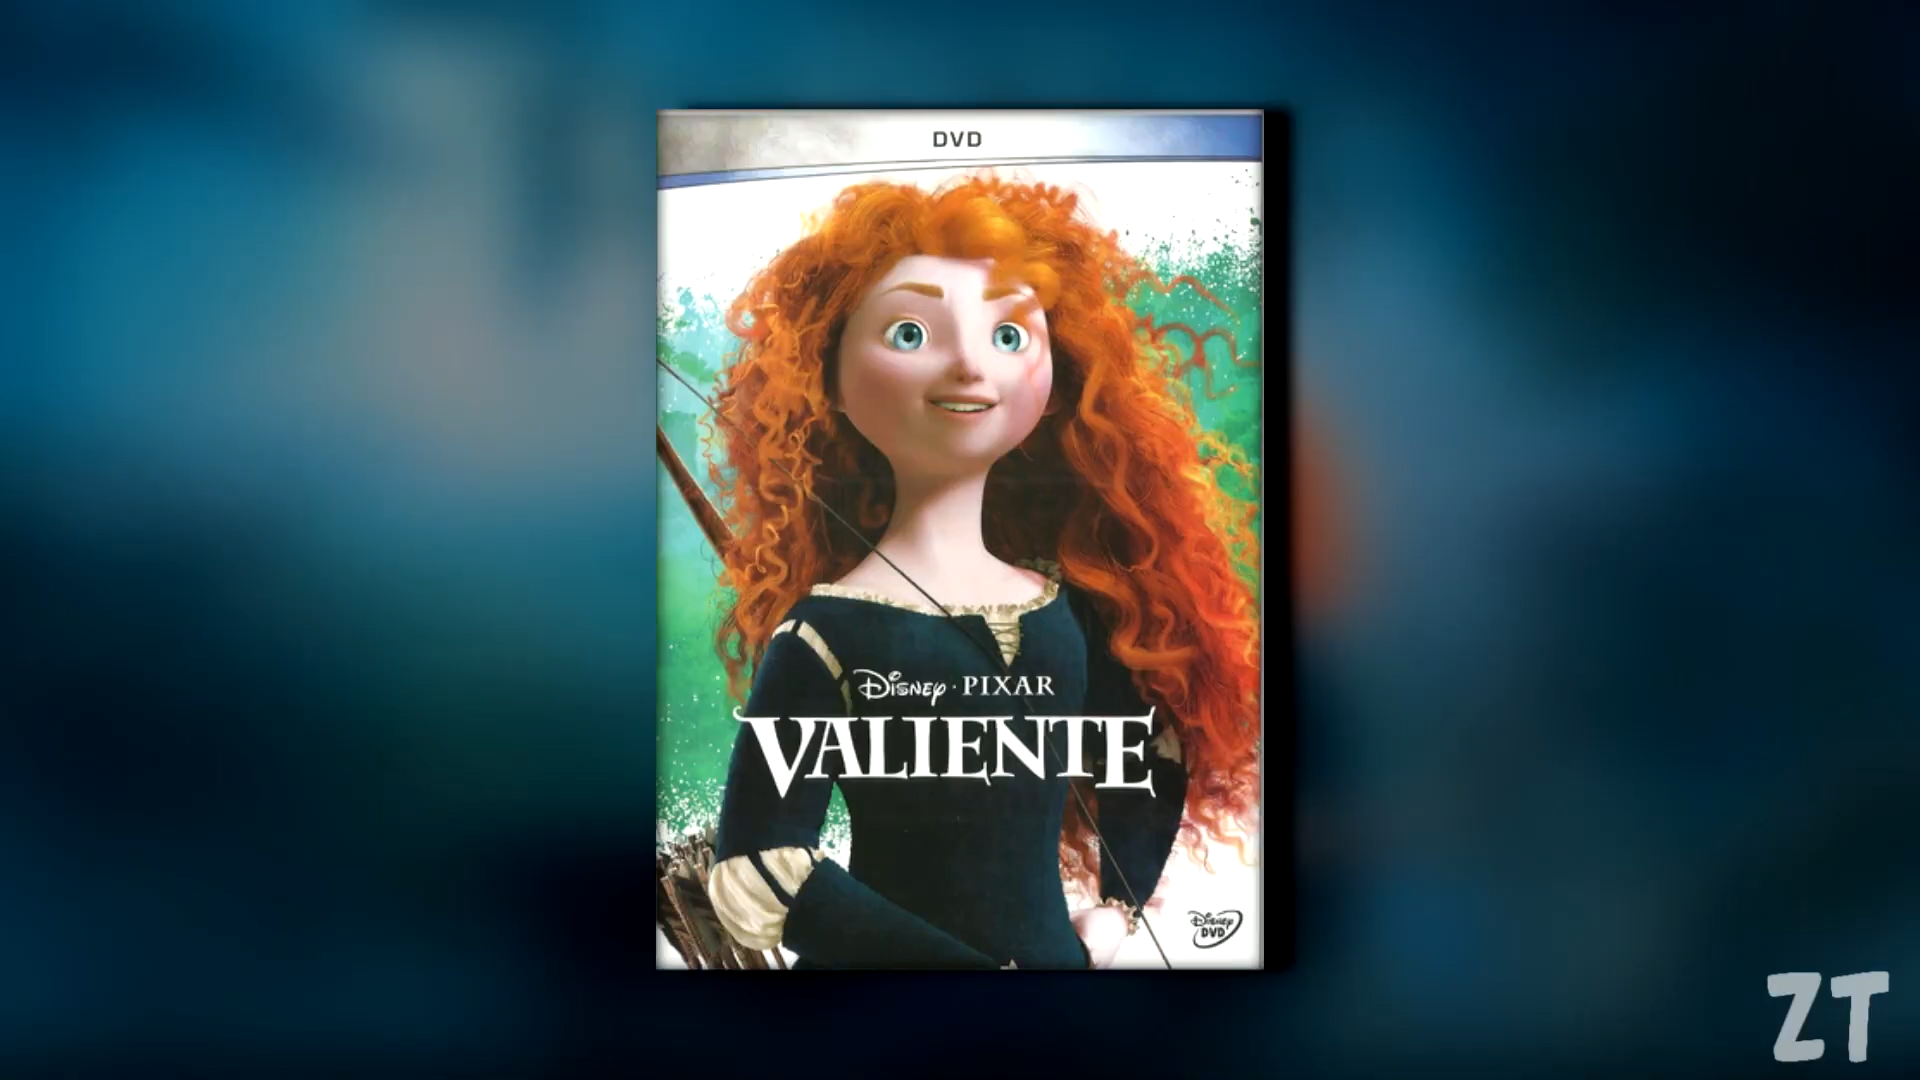 DVD
Disney · PIXAR
VALIENTE
Disney
DVD
ZT